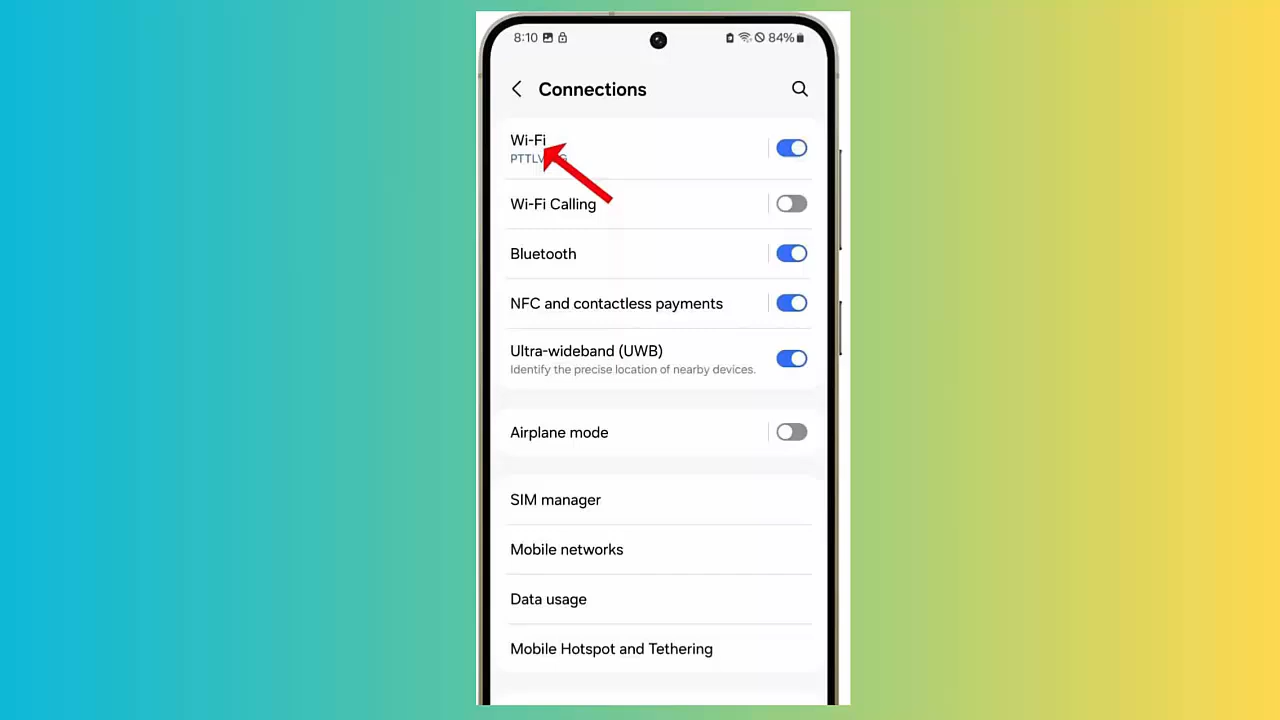 8:10 84%
Connections
Wi-Fi
Wi-Fi Calling
Bluetooth
NFC and contactless payments
Ultra-wideband (UWB)
Identify the precise location of nearby devices.
Airplane mode
SIM manager
Mobile networks
Data usage
Mobile Hotspot and Tethering